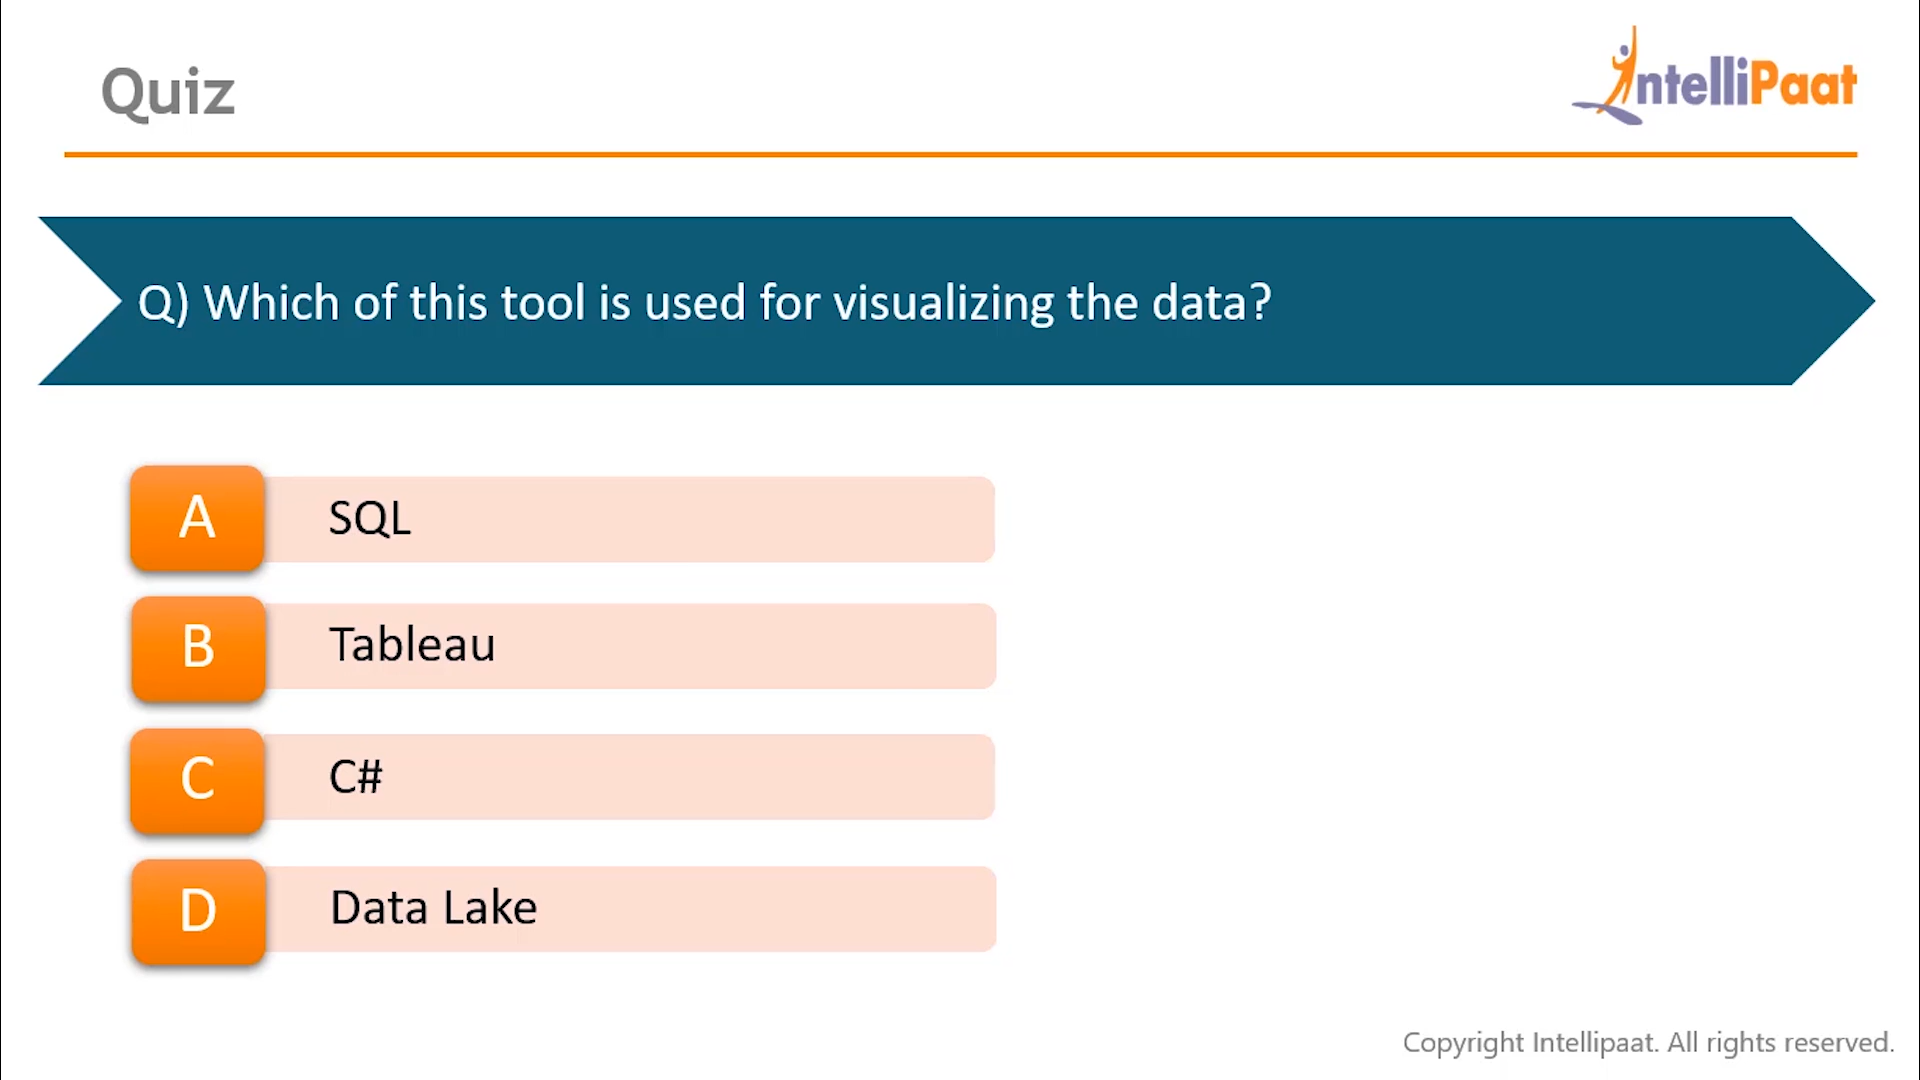 Quiz
IntelliPaat
Q) Which of this tool is used for visualizing the data?
A SQL
B Tableau
C C#
D Data Lake
Copyright Intellipaat. All rights reserved.